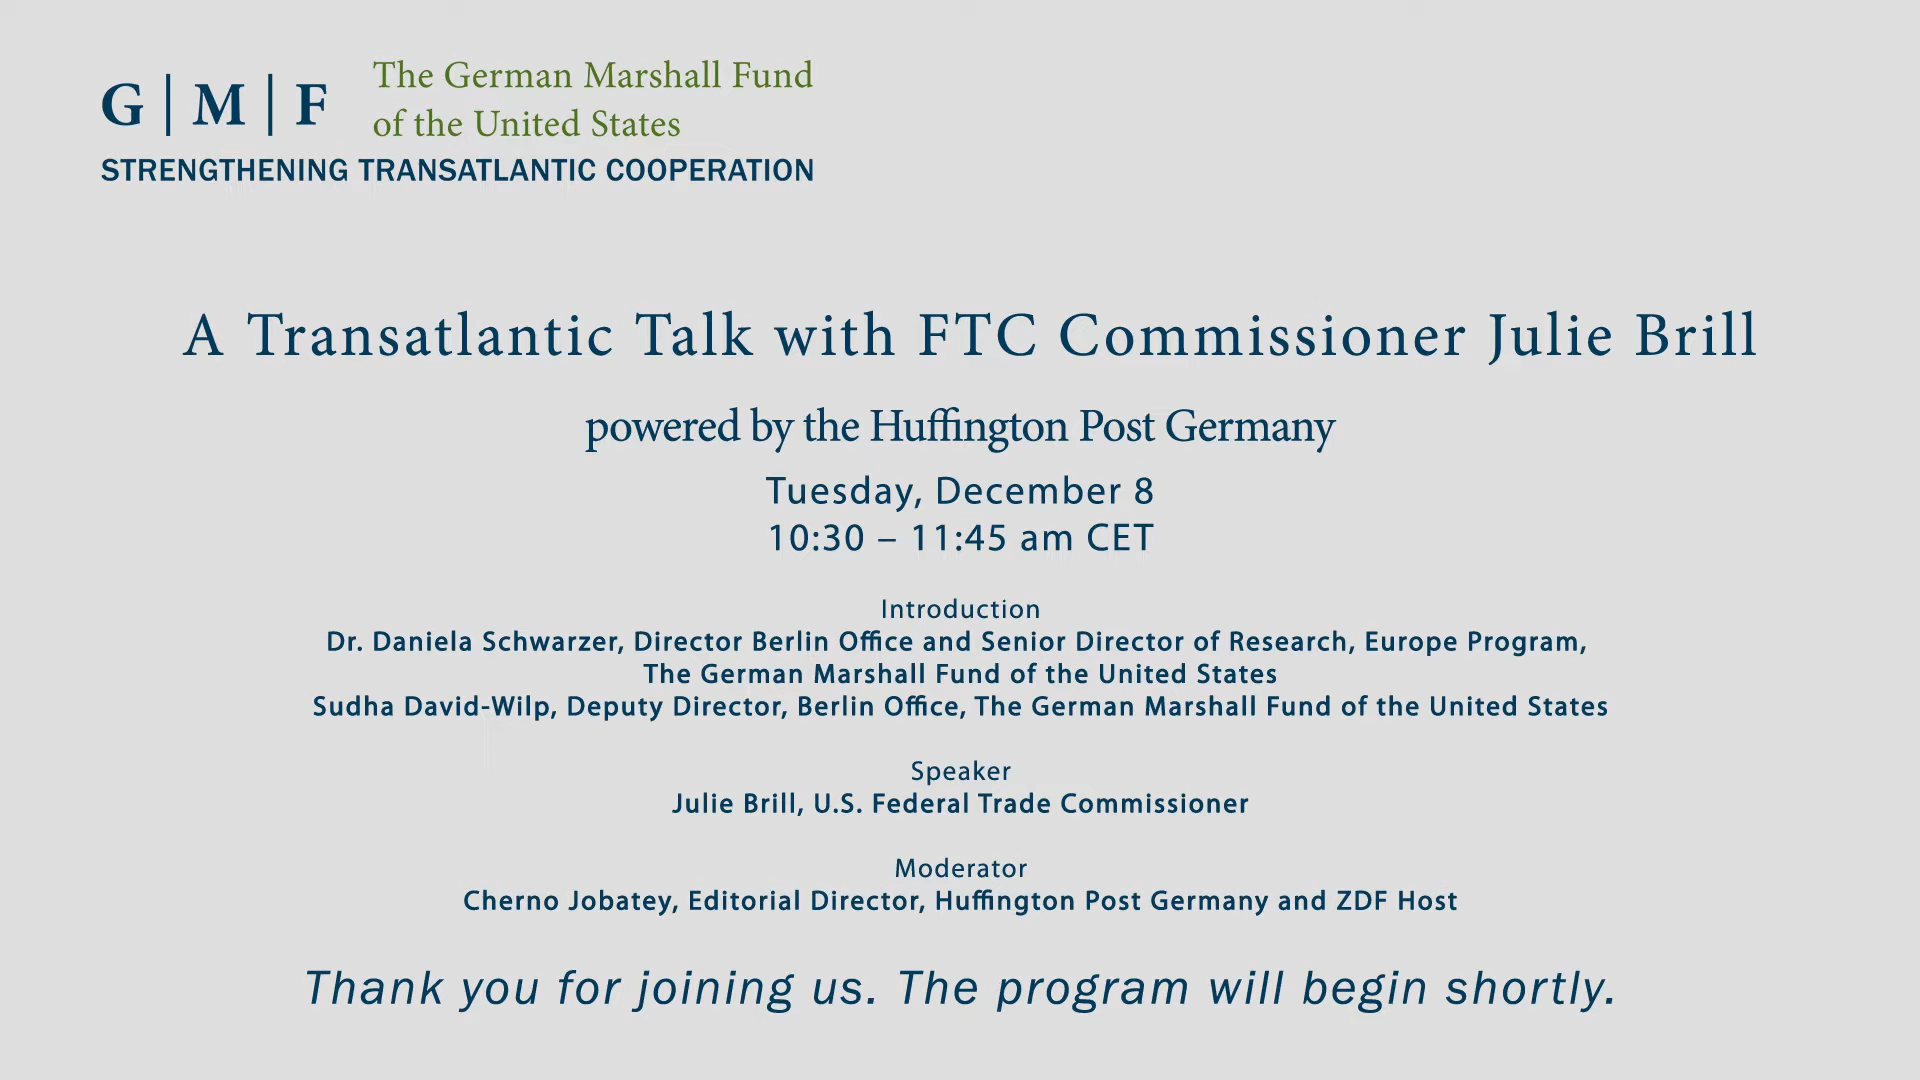 G|M|F
The German Marshall Fund
of the United States
STRENGTHENING TRANSATLANTIC COOPERATION
A Transatlantic Talk with FTC Commissioner Julie Brill
powered by the Huffington Post Germany
Tuesday, December 8
10:30 – 11:45 am CET
Introduction
Dr. Daniela Schwarzer, Director Berlin Office and Senior Director of Research, Europe Program,
The German Marshall Fund of the United States
Sudha David-Wilp, Deputy Director, Berlin Office, The German Marshall Fund of the United States
Speaker
Julie Brill, U.S. Federal Trade Commissioner
Moderator
Cherno Jobatey, Editorial Director, Huffington Post Germany and ZDF Host
Thank you for joining us. The program will begin shortly.